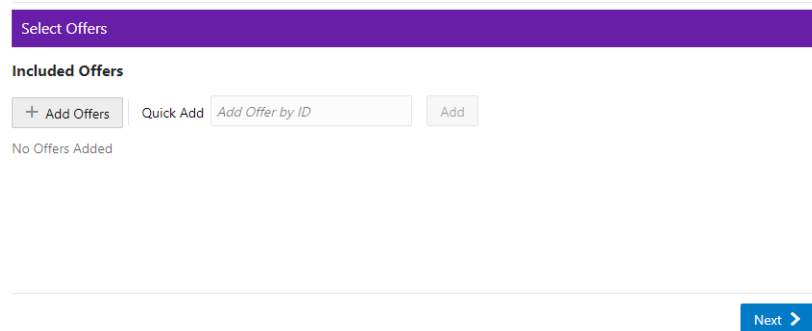 Select Offers
Included Offers
+ Add Offers Quick Add Add Offer by ID Add
No Offers Added
Next